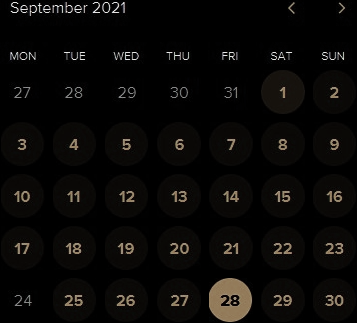 September 2021
MON TUE WED THU FRI SAT SUN
27 28 29 30 31 1 2
3 4 5 6 7 8 9
10 11 12 13 14 15 16
17 18 19 20 21 22 23
24 25 26 27 28 29 30